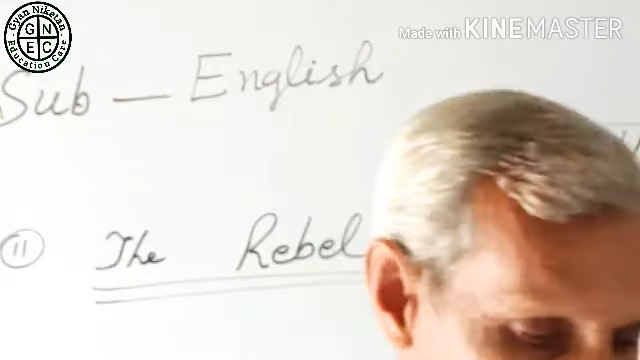 Gyan Niketan
G N
E C
Education Care
Made with KINEMASTER
Sub — English
11 The Rebel